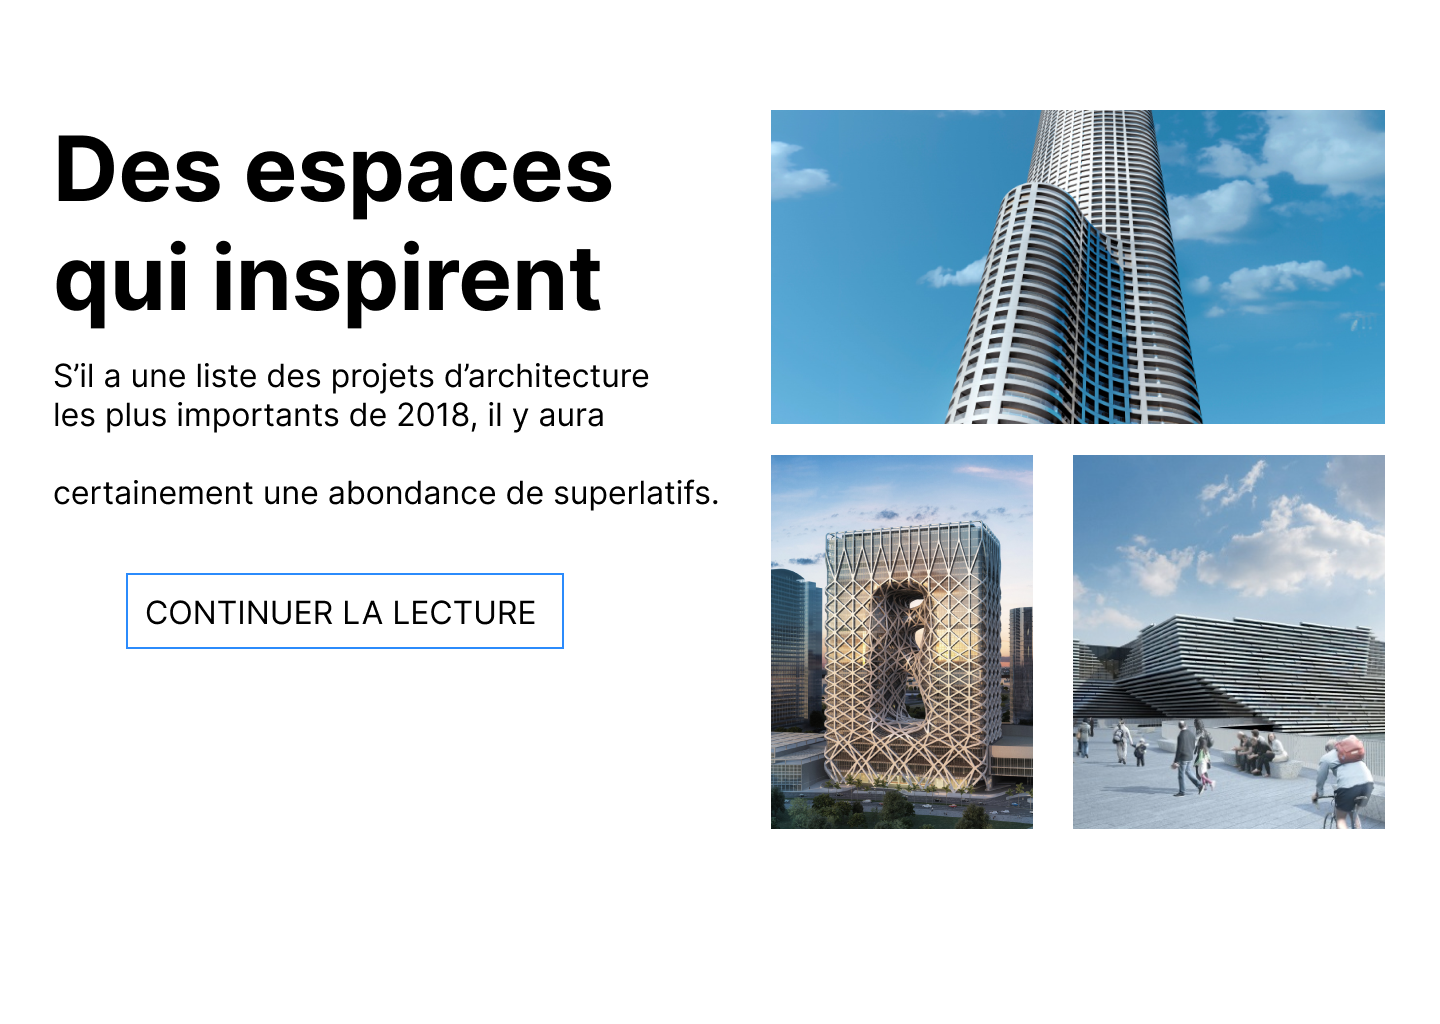 Des espaces
qui inspirent
S’il a une liste des projets d’architecture
les plus importants de 2018, il y aura
certainement une abondance de superlatifs.
CONTINUER LA LECTURE